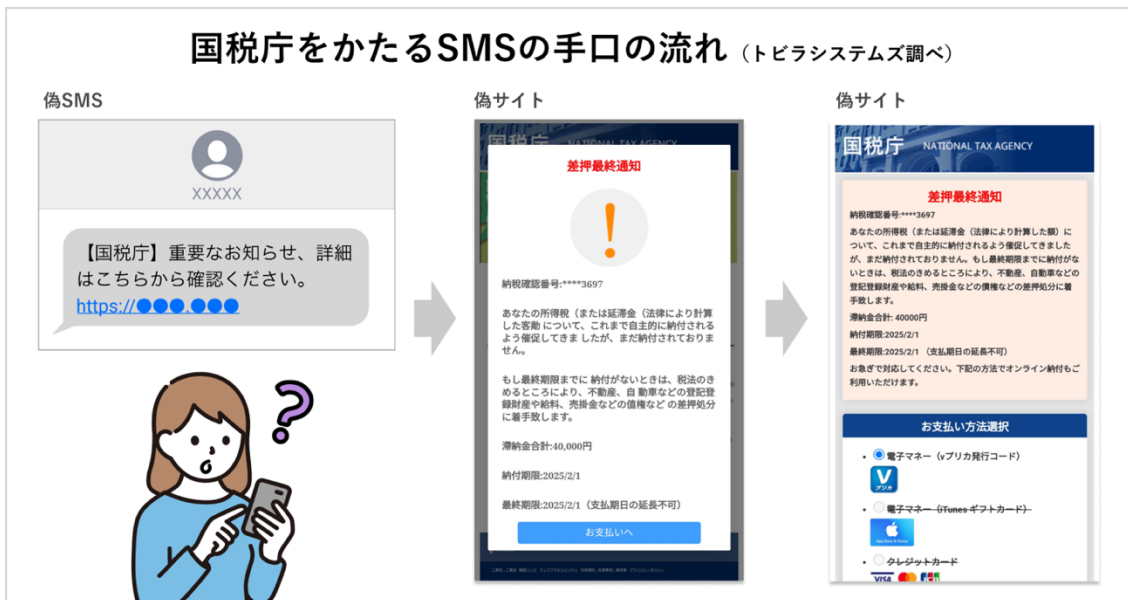 国税庁をかたるSMSの手口の流れ（トビラシステムズ調べ）
偽SMS
XXXXX
【国税庁】重要なお知らせ、詳細
はこちらから確認ください。
https://●●●.●●●
偽サイト
国税庁 NATIONAL TAX AGENCY
差押最終通知
!
納税確認番号:****3697
あなたの所得税（または延滞金（法律により計算
した客勧 について、これまで自主的に納付される
よう催促してきま したが、まだ納付されておりま
せん。
もし最終期限までに 納付がないときは、税法のき
めるところにより、不動産、自 動車などの登記登
録財産や給料、売掛金などの値権など の差押処分
に着手致します。
滞納金合計:40,000円
納付期限:2025/2/1
最終期限:2025/2/1（支払期日の延長不可）
お支払いへ
偽サイト
国税庁 NATIONAL TAX AGENCY
差押最終通知
納税確認番号:****3697
あなたの所得税（または延滞金（法律により計算した額）に
ついて、これまで自主的に納付されるよう催促してきました
が、まだ納付されておりません。もし最終期限までに納付がな
いときは、税法のきめるところにより、不動産、自動車などの
登記登録財産や給料、売掛金などの債権などの差押処分に着
手致します。
滞納金合計: 40000円
納付期限:2025/2/1
最終期限:2025/2/1 （支払期日の延長不可）
お急ぎで対応してください。下記の方法でオンライン納付もご
利用いただけます。
お支払い方法選択
電子マネー（vプリカ発行コード）
V
プリカ
電子マネー（iTunes ギフトカード）
App Store & iTunes
クレジットカード
VISA JCB